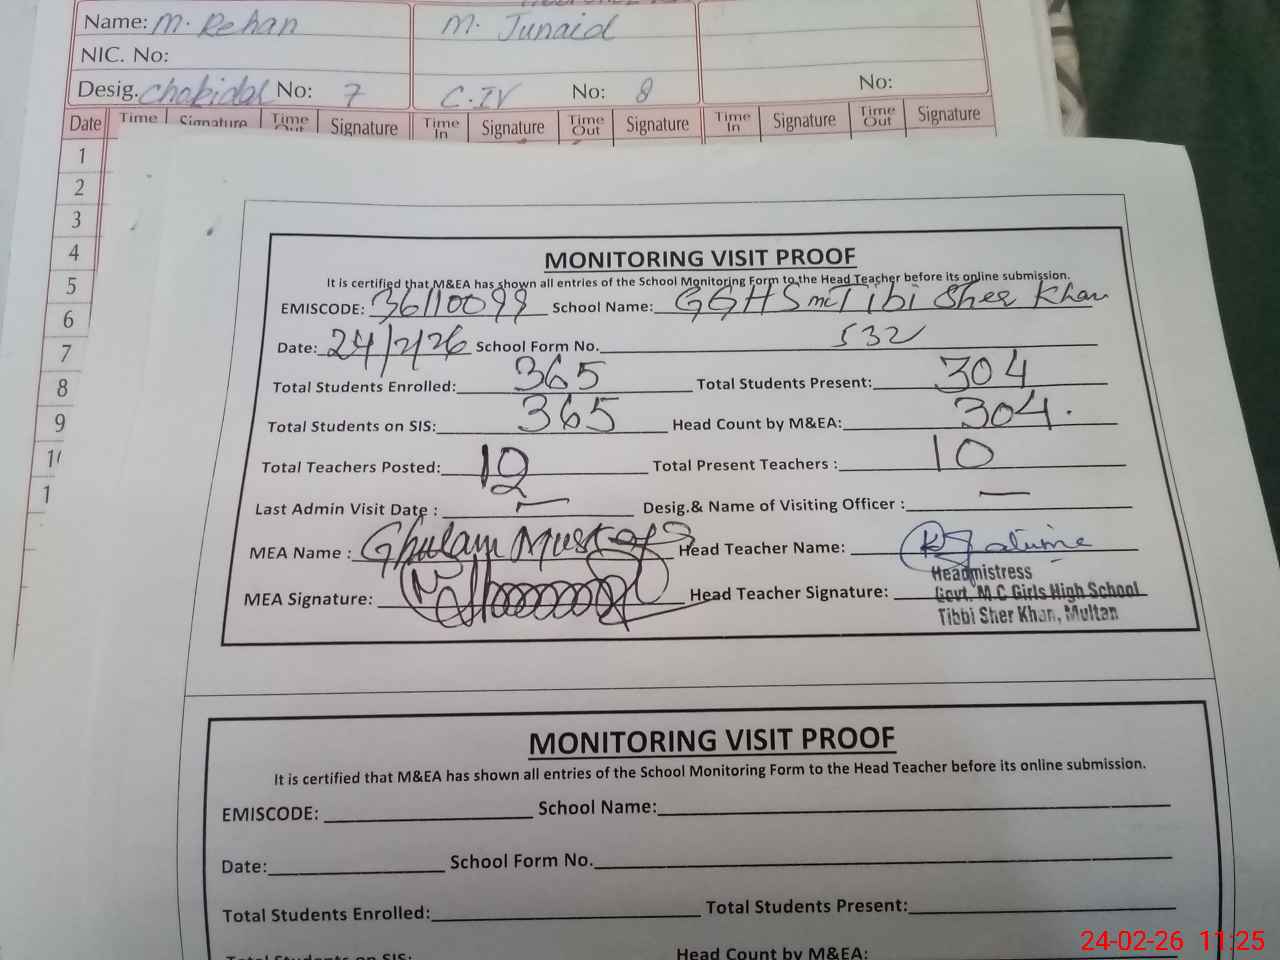 Name: M. Rehan M. Junaid
NIC. No:
Desig. Chokidal No: 7 C.IV No: 8 No:
Date Time Signature Time Out Signature Time In Signature Time Out Signature Time In Signature Time Out Signature
1
2
3
4
5
6
7
8
9
1
1
MONITORING VISIT PROOF
It is certified that M&EA has shown all entries of the School Monitoring Form to the Head Teacher before its online submission.
EMISCODE: 36110099 School Name: GGHS mc Tibi Sher Khan
Date: 24/2/26 School Form No. 532
Total Students Enrolled: 365 Total Students Present: 304
Total Students on SIS: 365 Head Count by M&EA: 304.
Total Teachers Posted: 12 Total Present Teachers : 10
Last Admin Visit Date : — Desig.& Name of Visiting Officer : —
MEA Name : Ghulam Mustafa Head Teacher Name:
Headmistress
MEA Signature: Head Teacher Signature: Govt. M.C Girls High School
Tibbi Sher Khan, Multan
MONITORING VISIT PROOF
It is certified that M&EA has shown all entries of the School Monitoring Form to the Head Teacher before its online submission.
EMISCODE: School Name:
Date: School Form No.
Total Students Enrolled: Total Students Present:
Total Students on SIS: Head Count by M&EA:
24-02-26 11:25